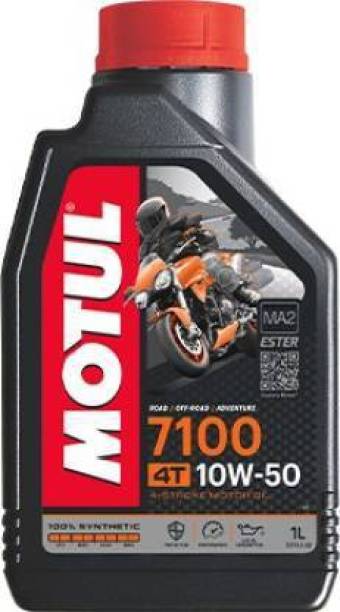 MOTUL
MA2
ESTER
ROAD / OFF-ROAD / ADVENTURE
7100
4T 10W-50
4-STROKE MOTOR OIL
100% SYNTHETIC
1L